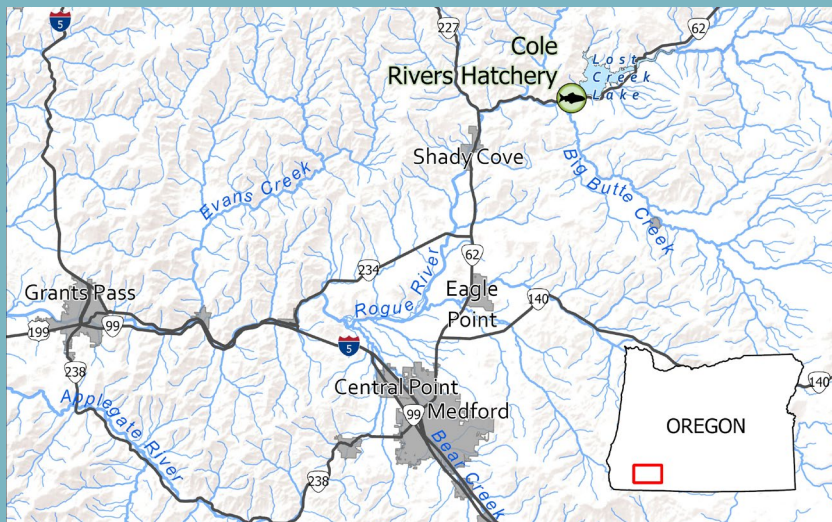 5
227
62
Cole
Rivers Hatchery
Lost
Creek
Lake
Shady Cove
Big Butte Creek
Evans Creek
234
62
Rogue River
Eagle
Point
140
Grants Pass
199
99
5
238
Central Point
Medford
99
Applegate River
Bear Creek
238
OREGON
140